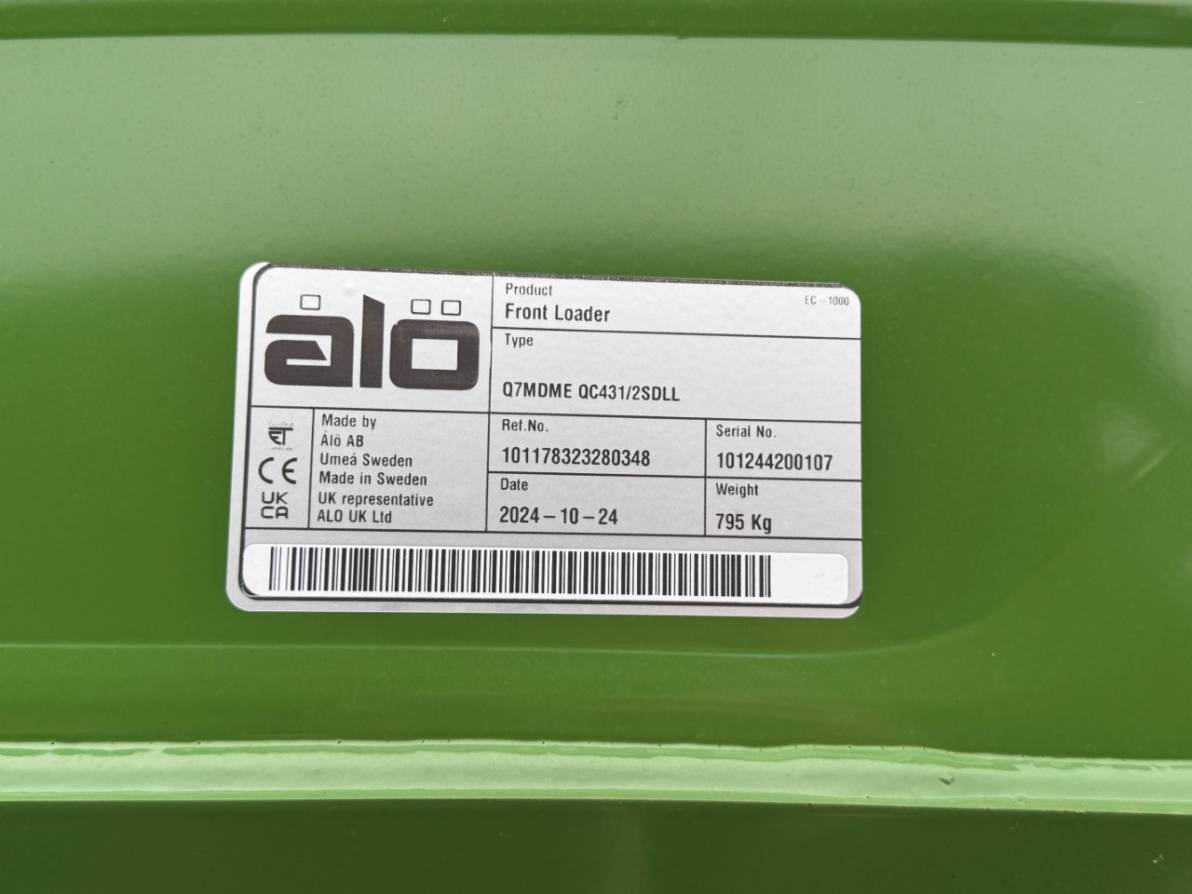 älö
Product
EC-1000
Front Loader
Type
Q7MDME QC431/2SDLL
Made by
Älö AB
Umeå Sweden
Made in Sweden
UK representative
ALO UK Ltd
CE
UK
CA
Ref.No.
101178323280348
Serial No.
101244200107
Date
2024-10-24
Weight
795 Kg